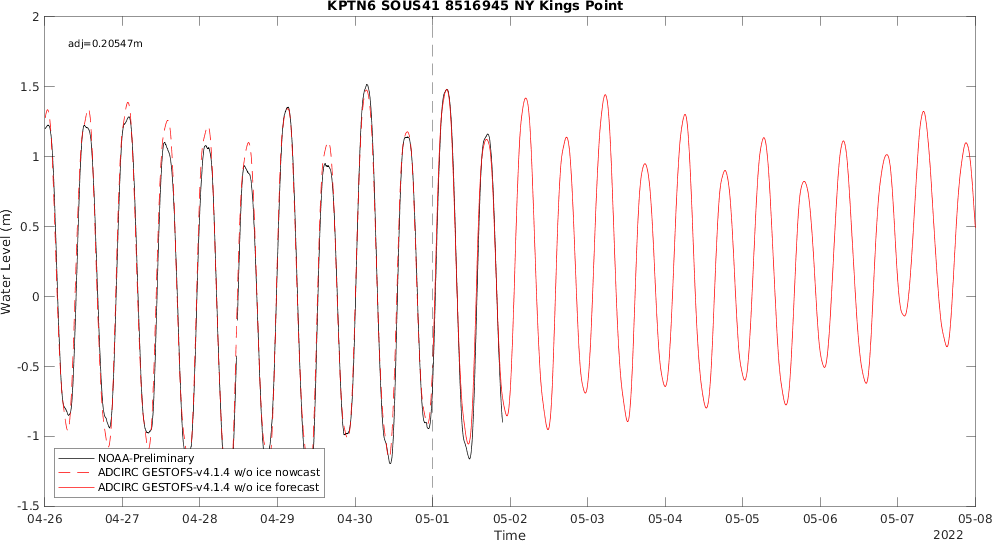 KPTN6 SOUS41 8516945 NY Kings Point
adj=0.20547m
Water Level (m)
2
1.5
1
0.5
0
-0.5
-1
-1.5
NOAA-Preliminary
ADCIRC GESTOFS-v4.1.4 w/o ice nowcast
ADCIRC GESTOFS-v4.1.4 w/o ice forecast
04-26 04-27 04-28 04-29 04-30 05-01 05-02 05-03 05-04 05-05 05-06 05-07 05-08
Time
2022